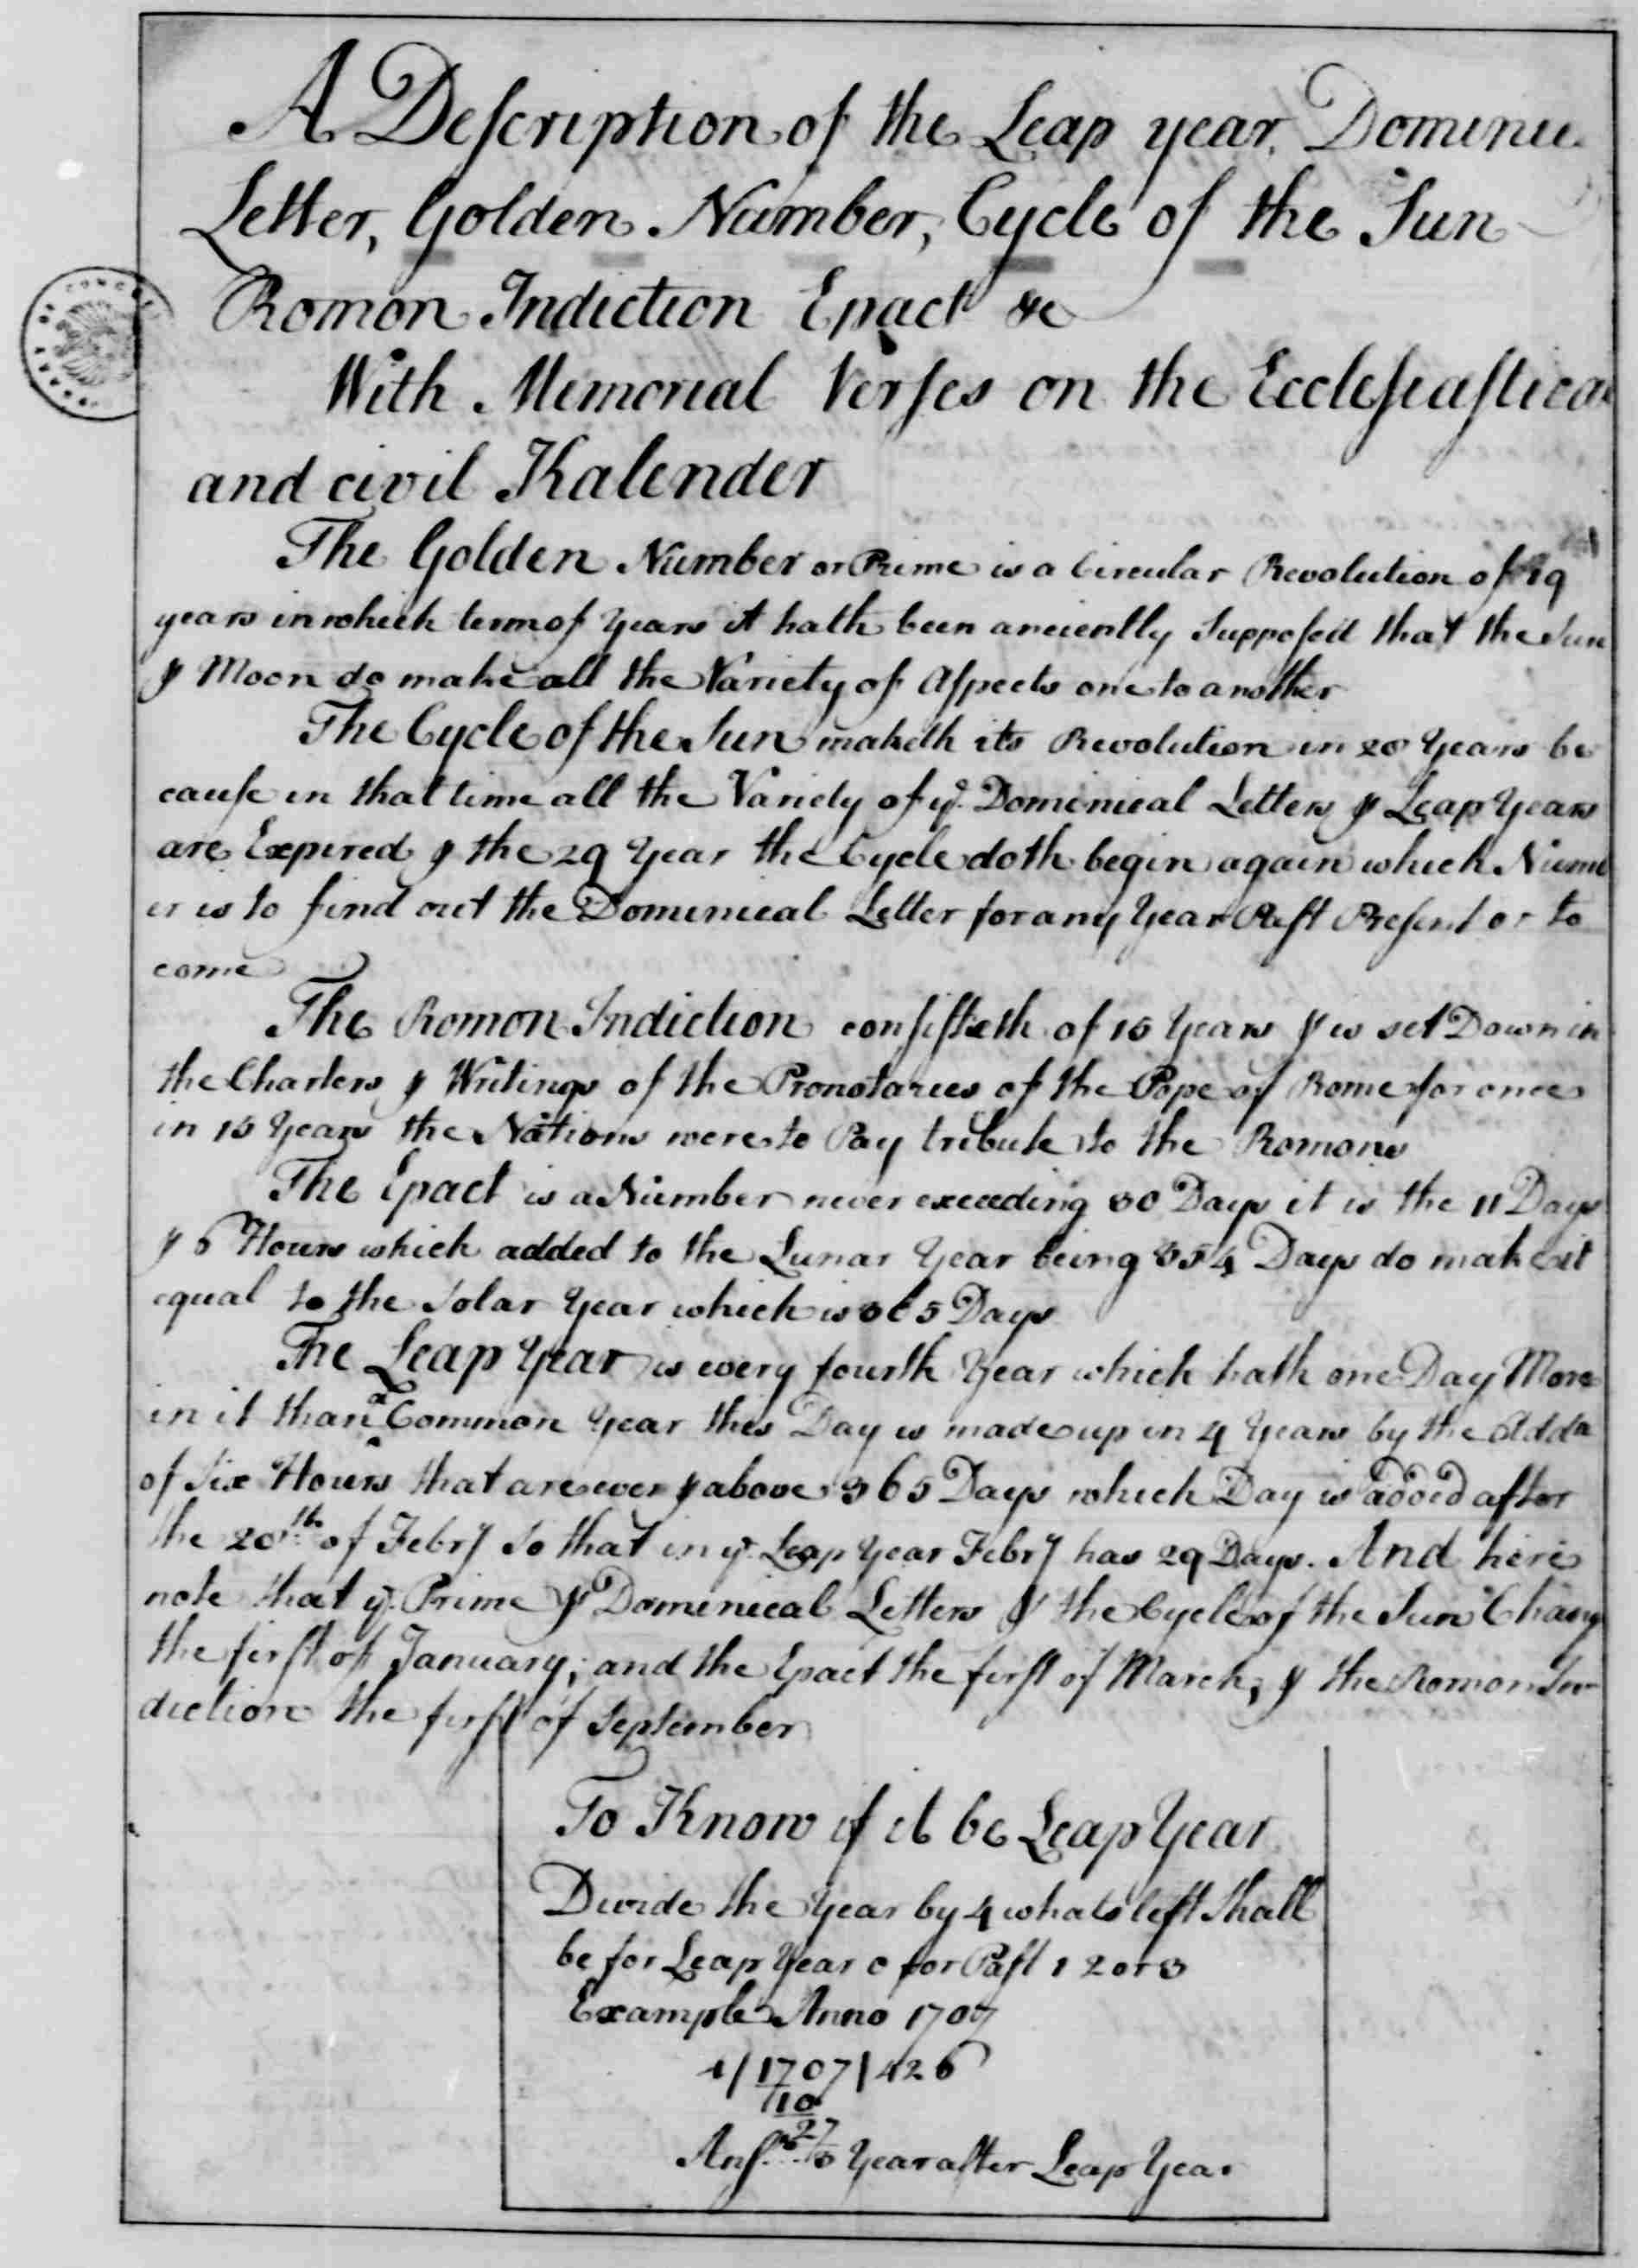 A Description of the Leap year, Dominic
Letter, Golden Number, Cycle of the Sun
Romon Indiction Epact &c
With Memorial Verses on the Ecclesiastical
and civil Kalender
The Golden Number or Prime is a Circular Revolution of 19
years in which term of Years it hath been anciently Supposed that the Sun
& Moon do make all the Variety of Aspects one to another
The Cycle of the Sun maketh its Revolution in 28 Years be
cause in that time all the Variety of ye. Dominical Letters & Leap Years
are Expired & the 29 Year the Cycle doth begin again which Numb
er is to find out the Dominical Letter for any Year Past Present or to
come
The Romon Indiction consisteth of 15 Years & is set Down in
the Charters & Writings of the Pronotaries of the Pope of Rome for once
in 15 Years the Nations were to Pay tribute to the Romons
The Epact is a Number never exceeding 30 Days it is the 11 Days
& 6 Hours which added to the Lunar Year being 354 Days do make it
equal to the Solar Year which is 365 Days
The Leap Year is every fourth Year which hath one Day More
in it than a Common Year this Day is made up in 4 Years by the Addn
of Six Hours that are over & above 365 Days which Day is added after
the 28th of Febry so that in ye. Leap Year Febry has 29 Days. And here
note that ye. Prime & Dominical Letters & the Cycle of the Sun Chang
the first of January; and the Epact the first of March; & the Romon In-
diction the first of September
To Know if it be Leap Year
Divide the Year by 4 whats left Shall
be for Leap Year 0 for Past 1 2 or 3
Example Anno 1707
4/1707/426
10
27
Ansr. 3 Year after Leap Year